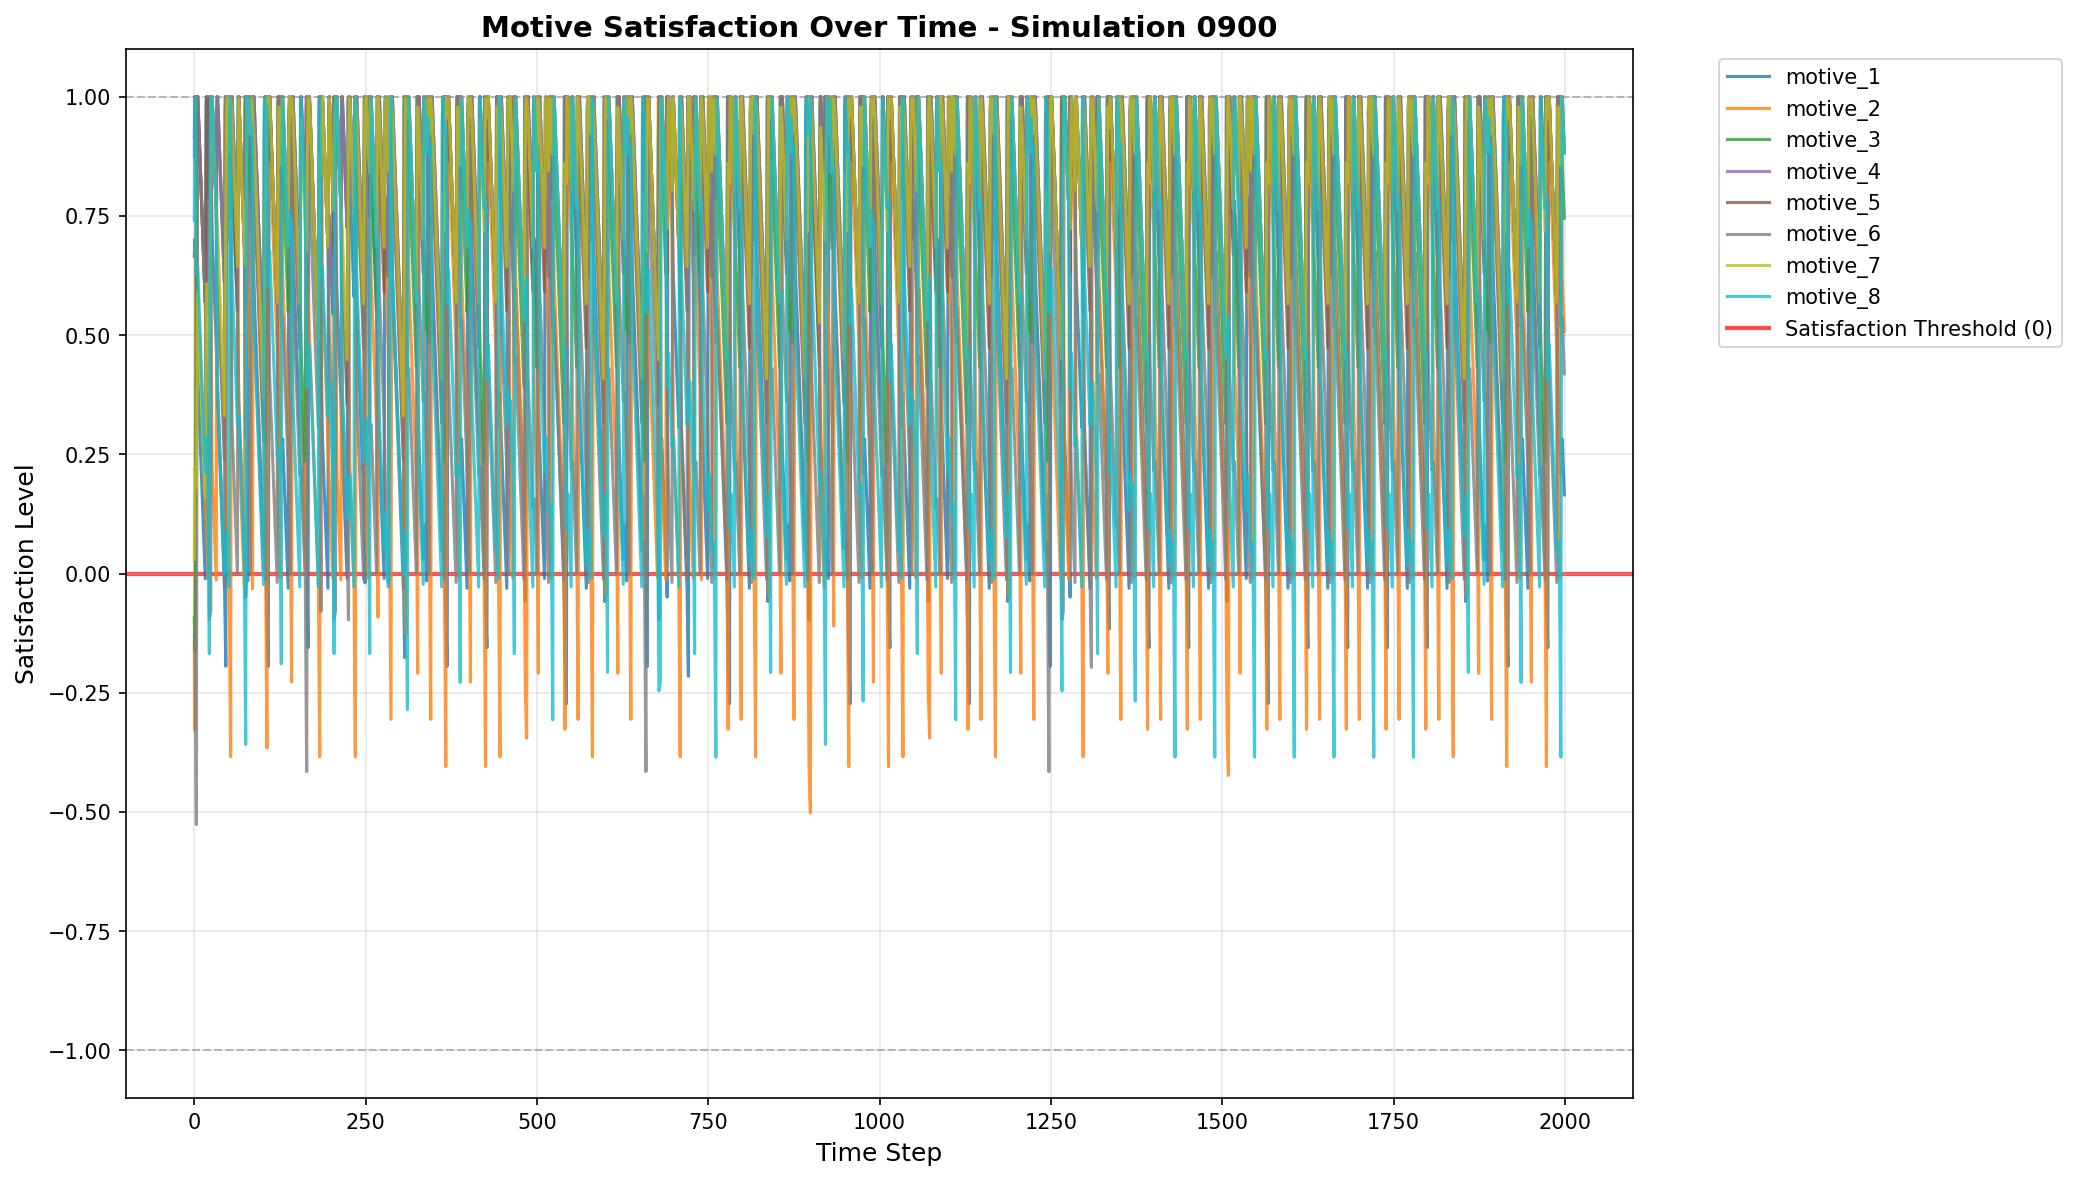 Motive Satisfaction Over Time - Simulation 0900
Satisfaction Level
1.00
0.75
0.50
0.25
0.00
−0.25
−0.50
−0.75
−1.00
0
250
500
750
1000
1250
1500
1750
2000
Time Step
motive_1
motive_2
motive_3
motive_4
motive_5
motive_6
motive_7
motive_8
Satisfaction Threshold (0)